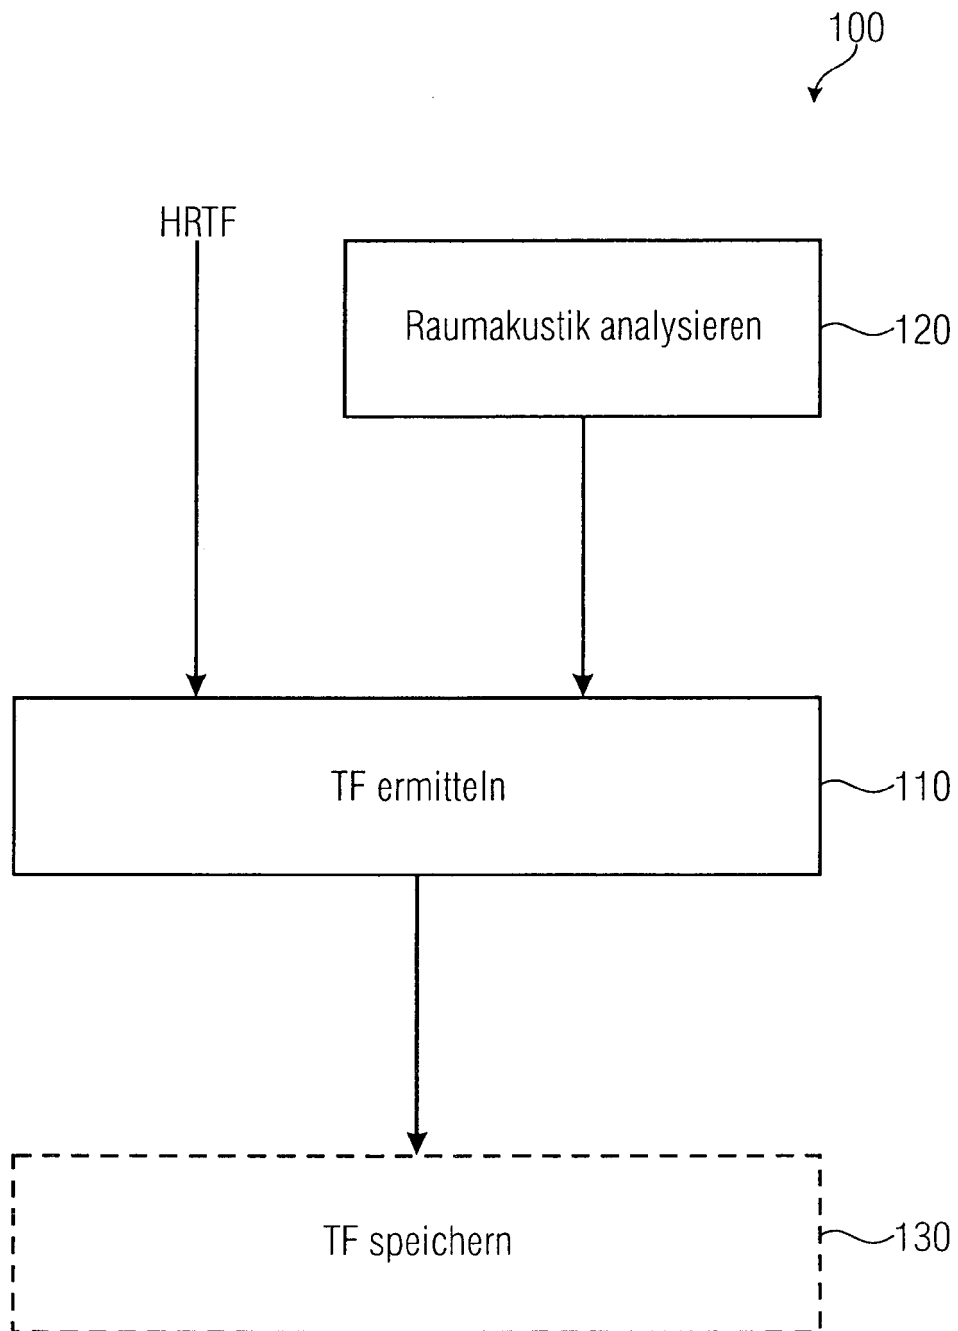 100
HRTF
Raumakustik analysieren
120
TF ermitteln
110
TF speichern
130